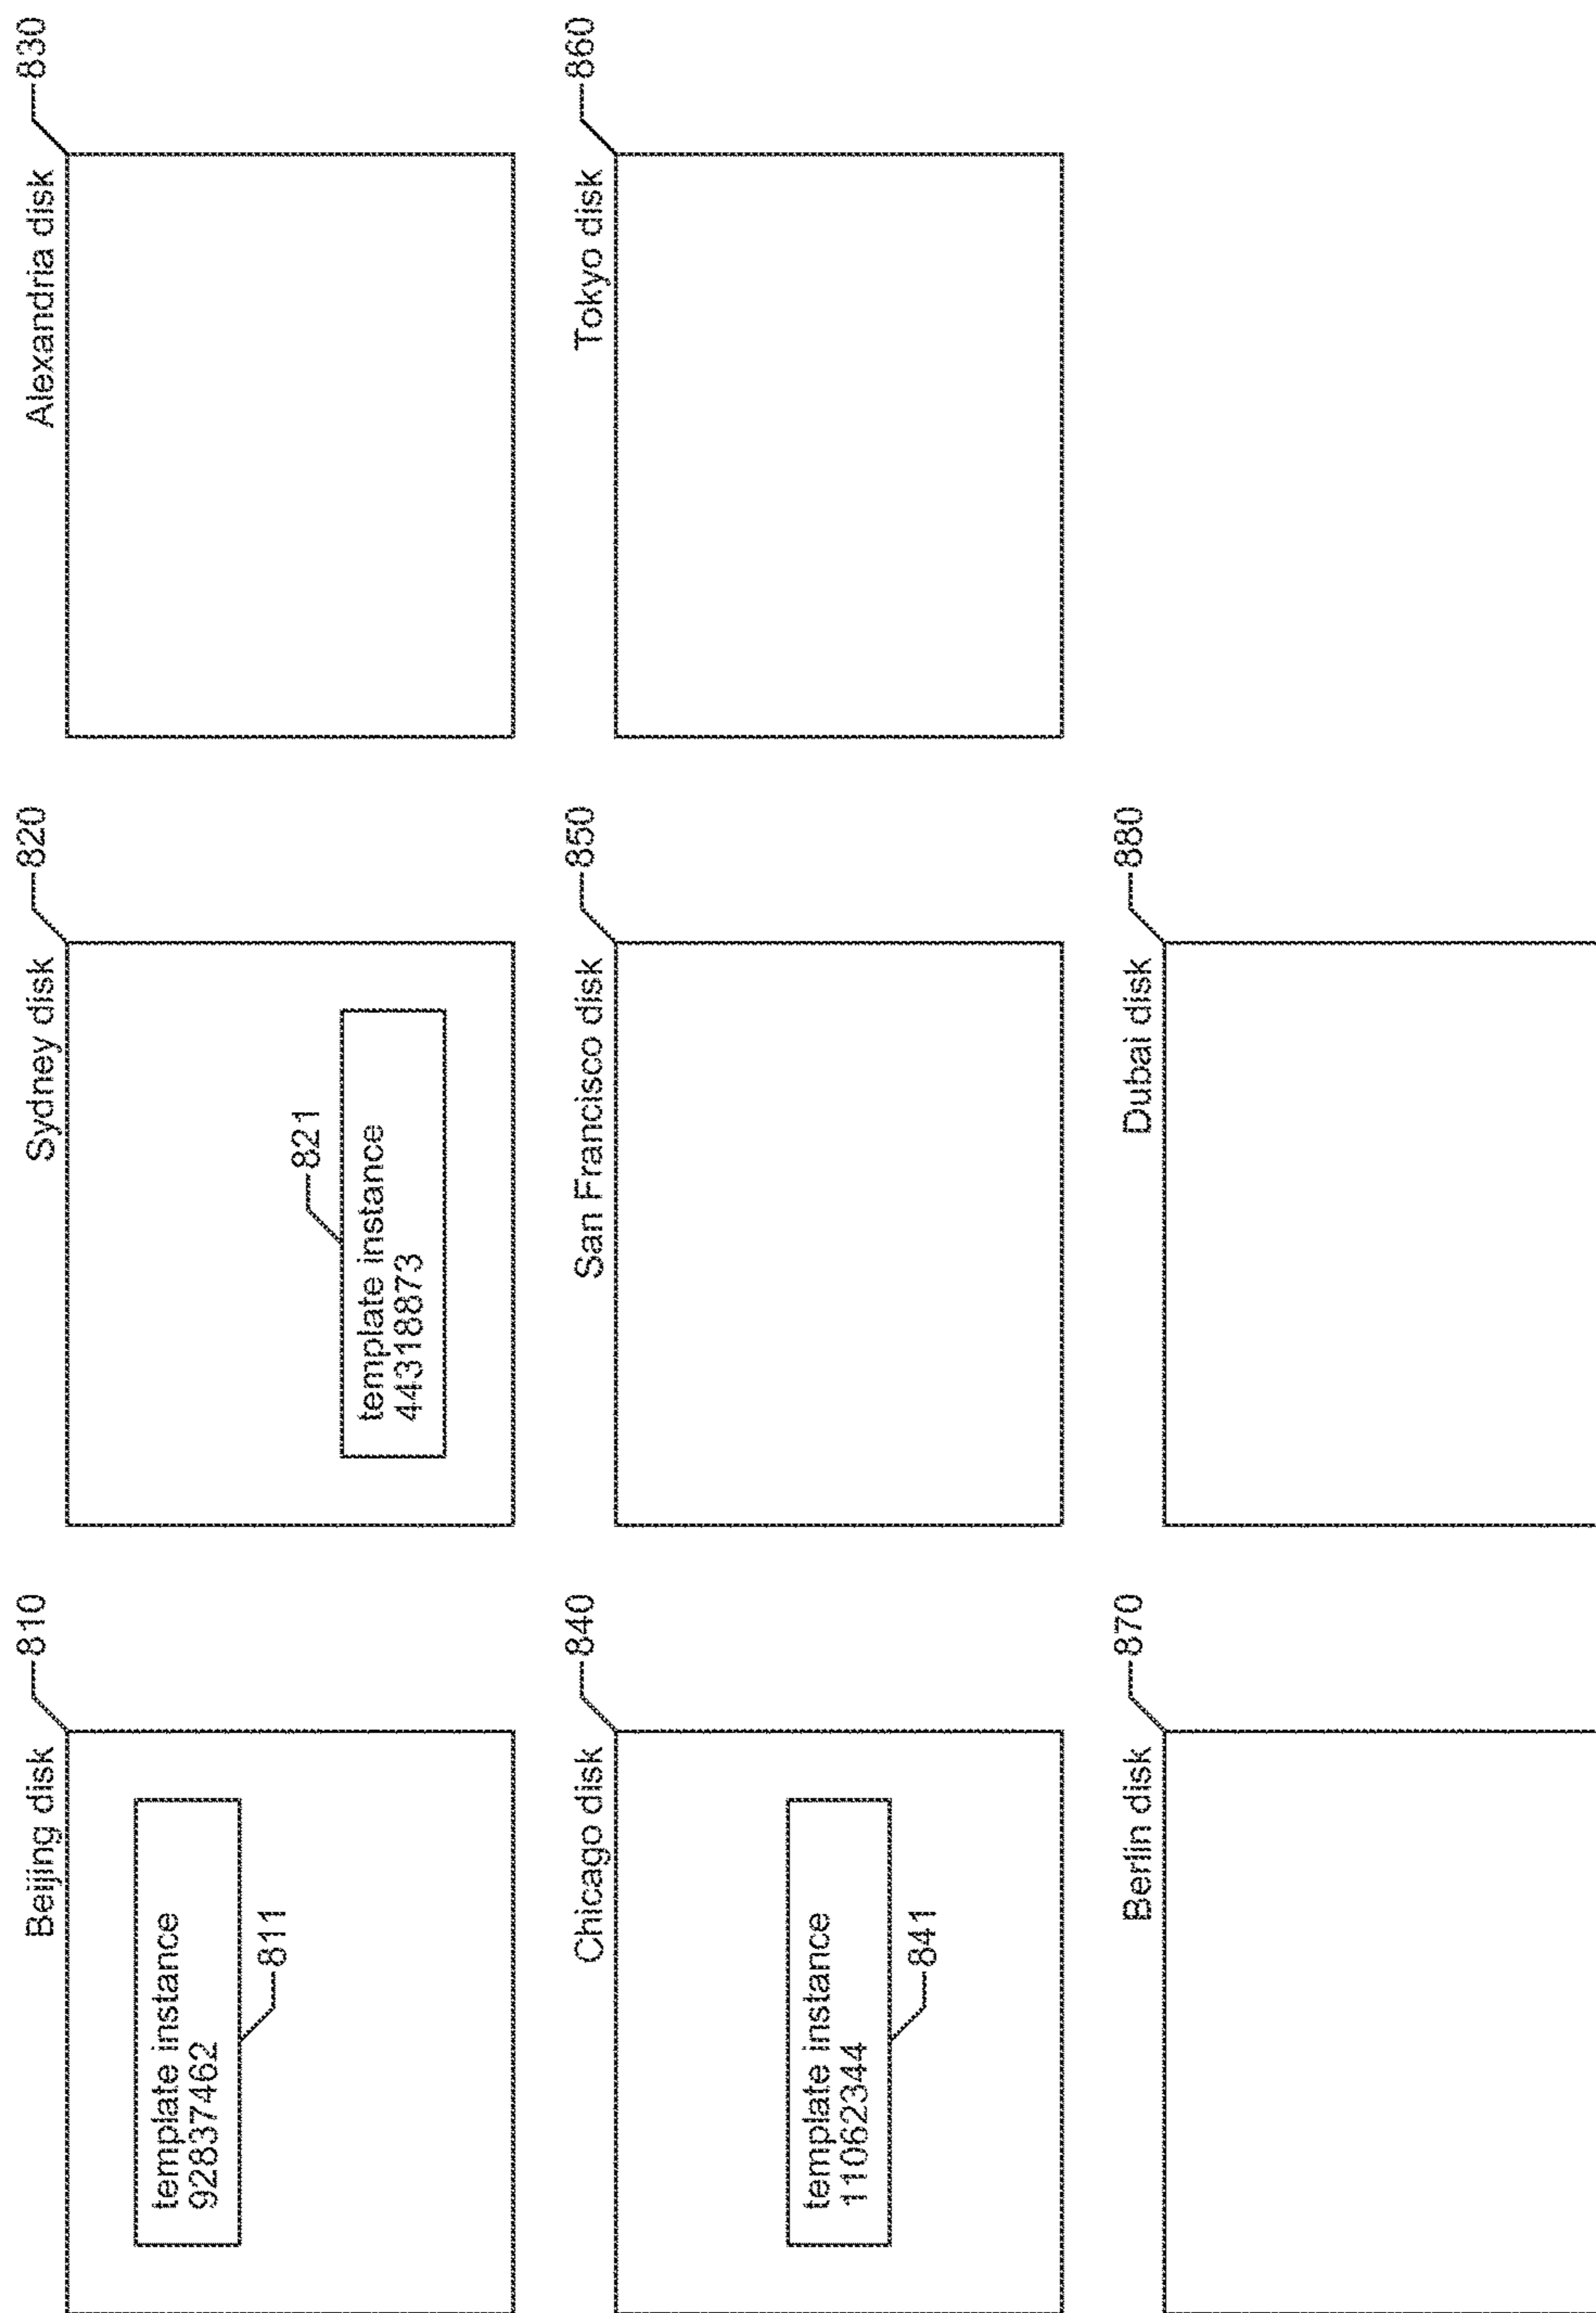 Beijing disk
810
template instance
92837462
811
Sydney disk
820
821
template instance
44318873
Alexandria disk
830
Chicago disk
840
template instance
11062344
841
San Francisco disk
850
Tokyo disk
860
Berlin disk
870
Dubai disk
880